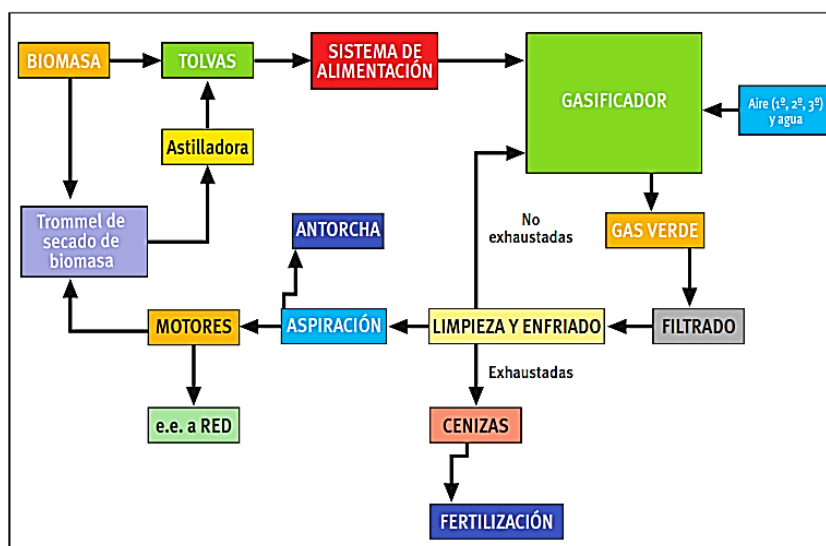 BIOMASA
TOLVAS
SISTEMA DE
ALIMENTACIÓN
GASIFICADOR
Aire (1º, 2º, 3º)
y agua
Astilladora
Trommel de
secado de
biomasa
ANTORCHA
No
exhaustadas
GAS VERDE
MOTORES
ASPIRACIÓN
LIMPIEZA Y ENFRIADO
FILTRADO
Exhaustadas
e.e. a RED
CENIZAS
FERTILIZACIÓN